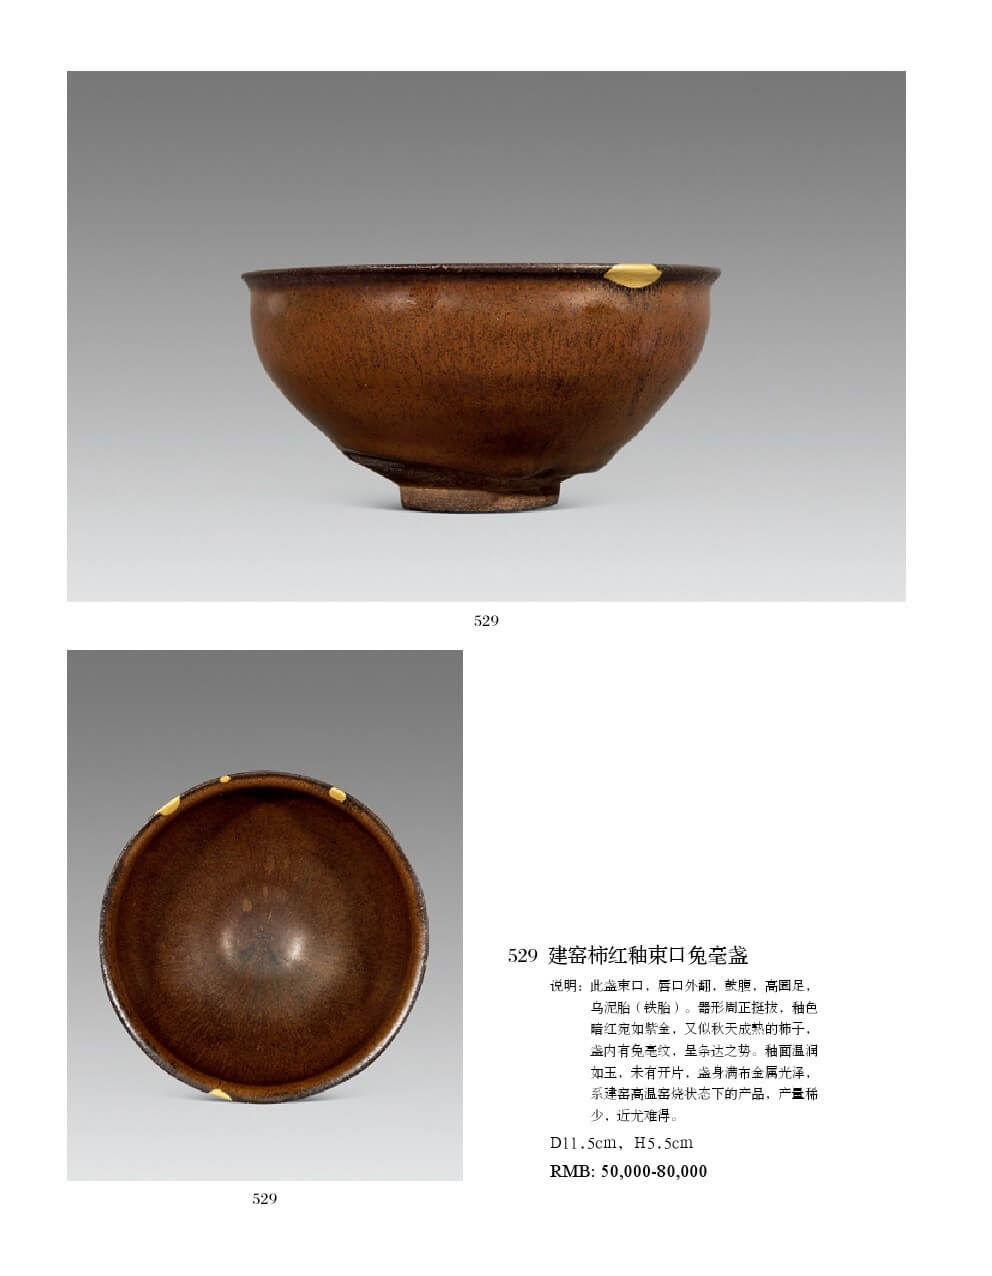 529
529
529 建窑柿红釉束口兔毫盏
说明：此盏束口，唇口外翻，鼓腹，高圈足，
乌泥胎（铁胎）。器形周正挺拔，釉色
暗红宛如紫金，又似秋天成熟的柿子，
盏内有兔毫纹，呈条达之势。釉面温润
如玉，未有开片，盏身满布金属光泽，
系建窑高温窑烧状态下的产品，产量稀
少，近尤难得。
D11.5cm，H5.5cm
RMB: 50,000-80,000